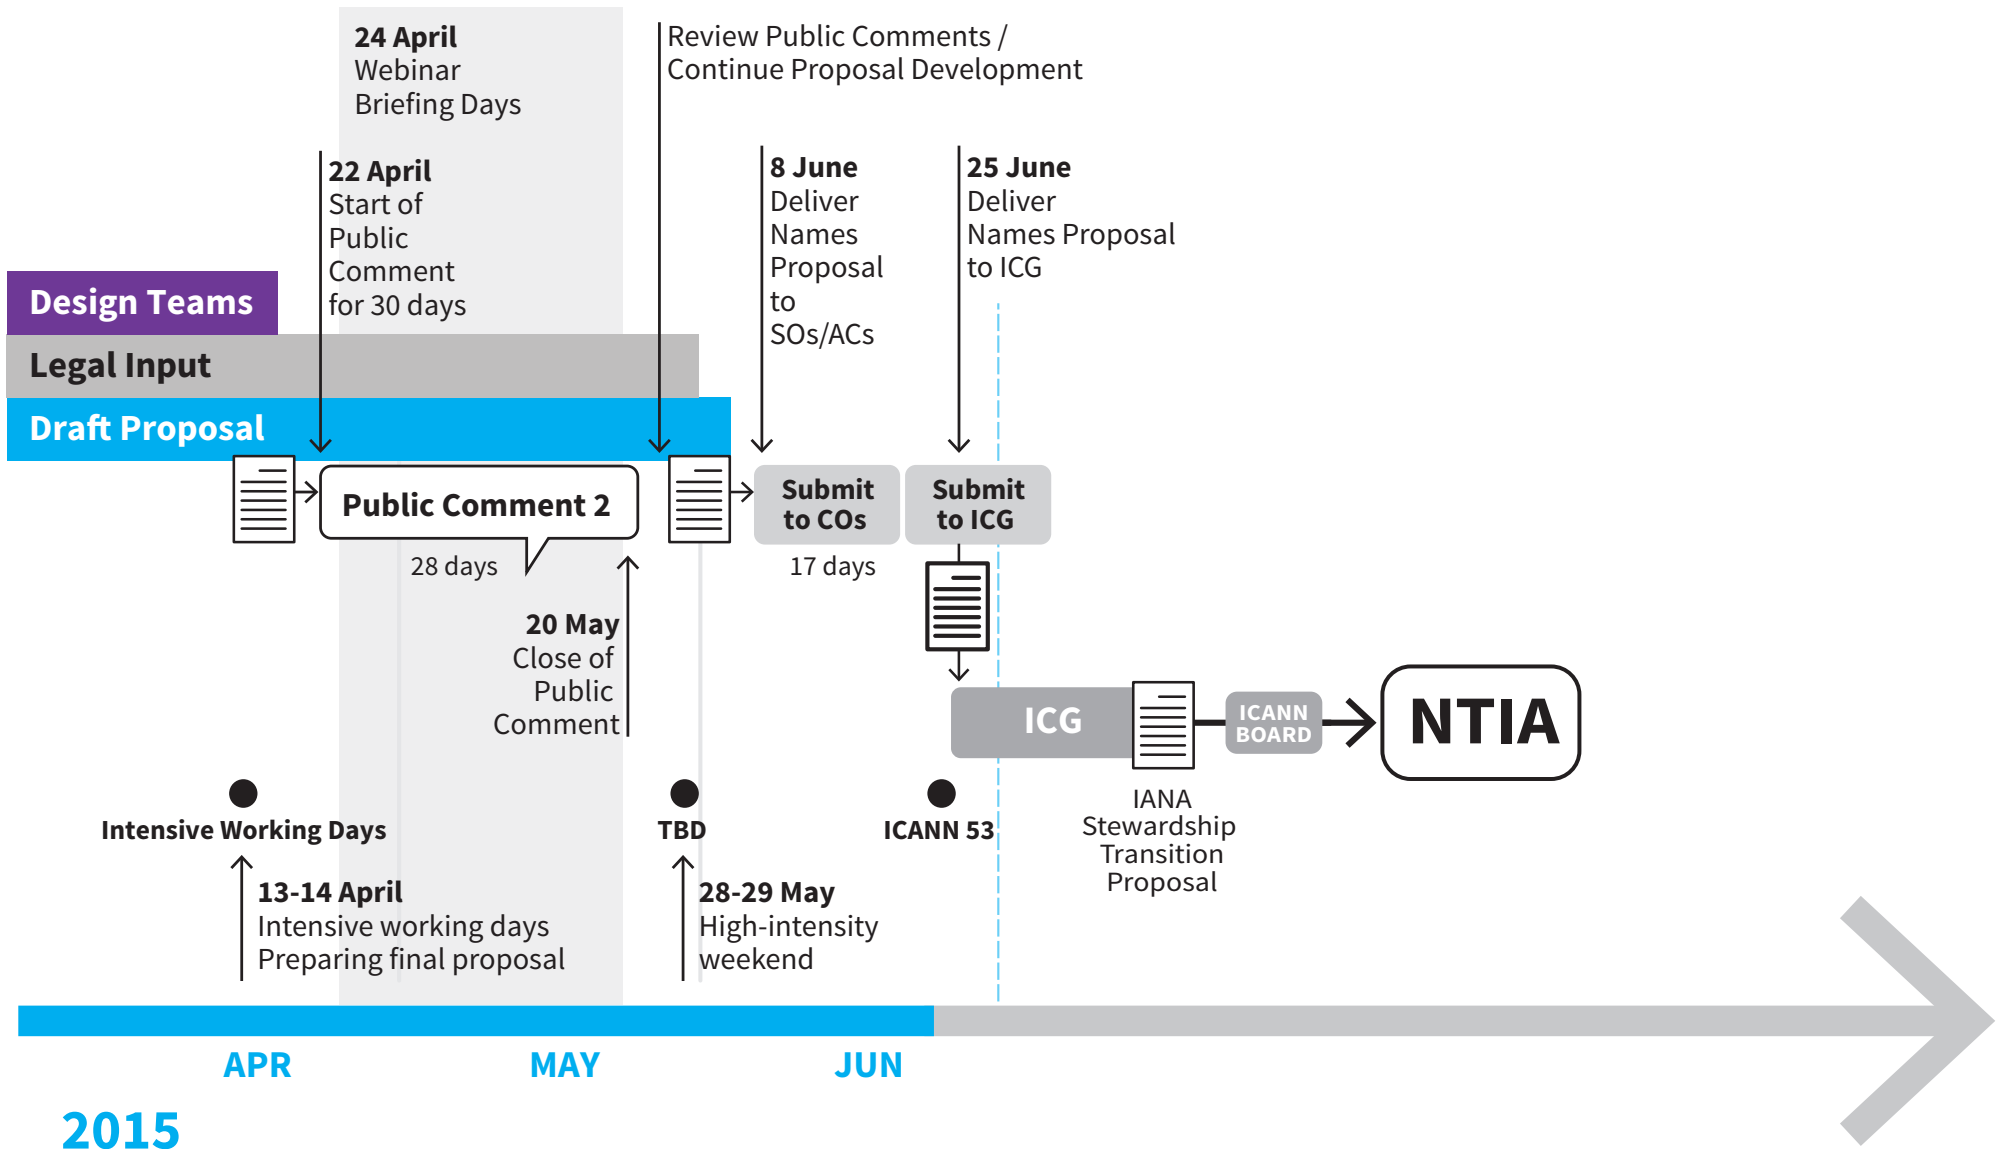 24 April
Webinar
Briefing Days
Review Public Comments /
Continue Proposal Development
22 April
Start of
Public
Comment
for 30 days
8 June
Deliver
Names
Proposal
to
SOs/ACs
25 June
Deliver
Names Proposal
to ICG
Design Teams
Legal Input
Draft Proposal
Public Comment 2
28 days
Submit
to COs
17 days
Submit
to ICG
20 May
Close of
Public
Comment
ICG
ICANN
BOARD
NTIA
IANA
Stewardship
Transition
Proposal
Intensive Working Days
TBD
ICANN 53
13-14 April
Intensive working days
Preparing final proposal
28-29 May
High-intensity
weekend
APR
MAY
JUN
2015